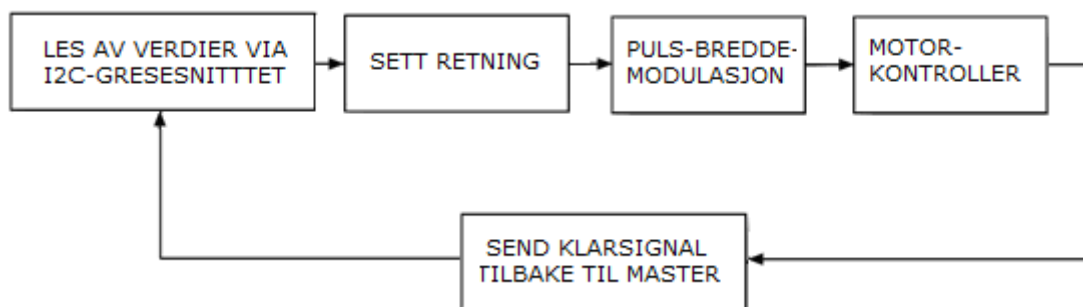 LES AV VERDIER VIA
I2C-GRESESNITTTET
SETT RETNING
PULS-BREDDE-
MODULASJON
MOTOR-
KONTROLLER
SEND KLARSIGNAL
TILBAKE TIL MASTER